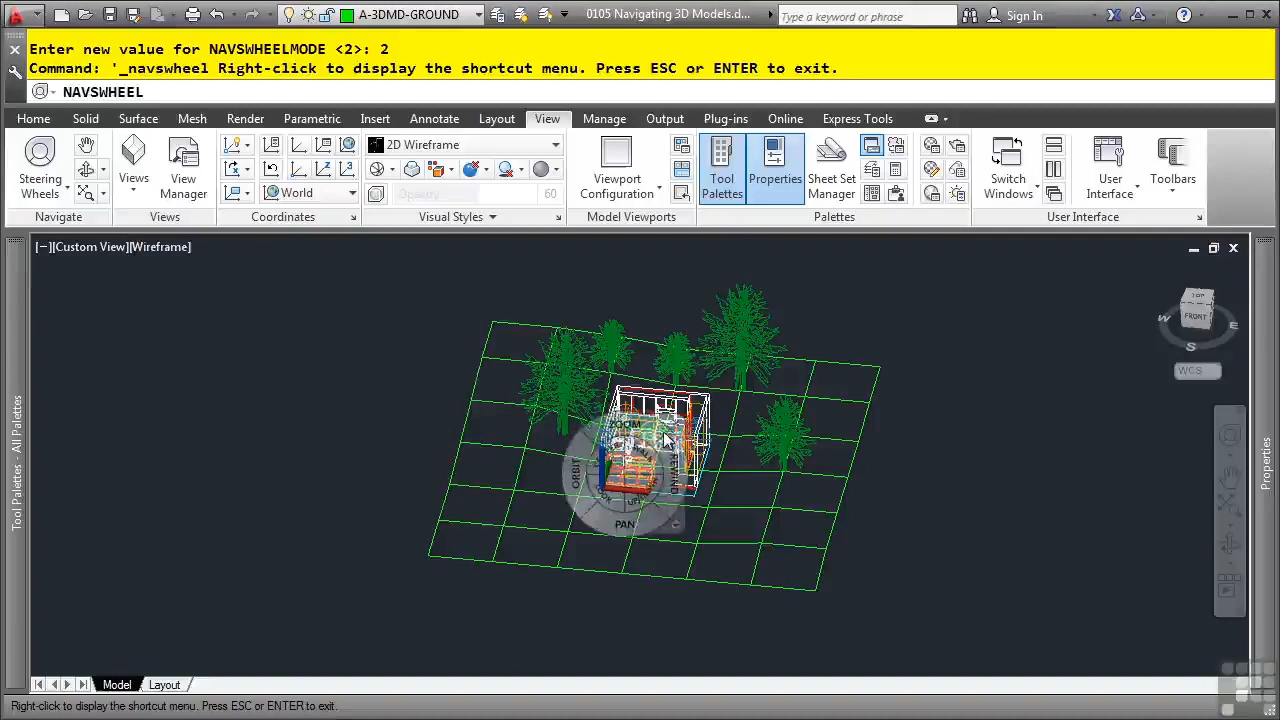 A-3DMD-GROUND
0105 Navigating 3D Models.d...
Type a keyword or phrase
Sign In
Enter new value for NAVSWHEELMODE <2>: 2
Command: '_navswheel Right-click to display the shortcut menu. Press ESC or ENTER to exit.
NAVSWHEEL
Home Solid Surface Mesh Render Parametric Insert Annotate Layout View Manage Output Plug-ins Online Express Tools
2D Wireframe
Steering
Wheels
Views
View
Manager
World
Opacity 60
Viewport
Configuration
Tool
Palettes
Properties
Sheet Set
Manager
Switch
Windows
User
Interface
Toolbars
Navigate Views Coordinates Visual Styles Model Viewports Palettes User Interface
[−][Custom View][Wireframe]
TOP
FRONT
W
E
S
WCS
ZOOM
ORBIT
REWIND
PAN
WALK
LOOK
Tool Palettes - All Palettes
Properties
Model Layout
Right-click to display the shortcut menu. Press ESC or ENTER to exit.